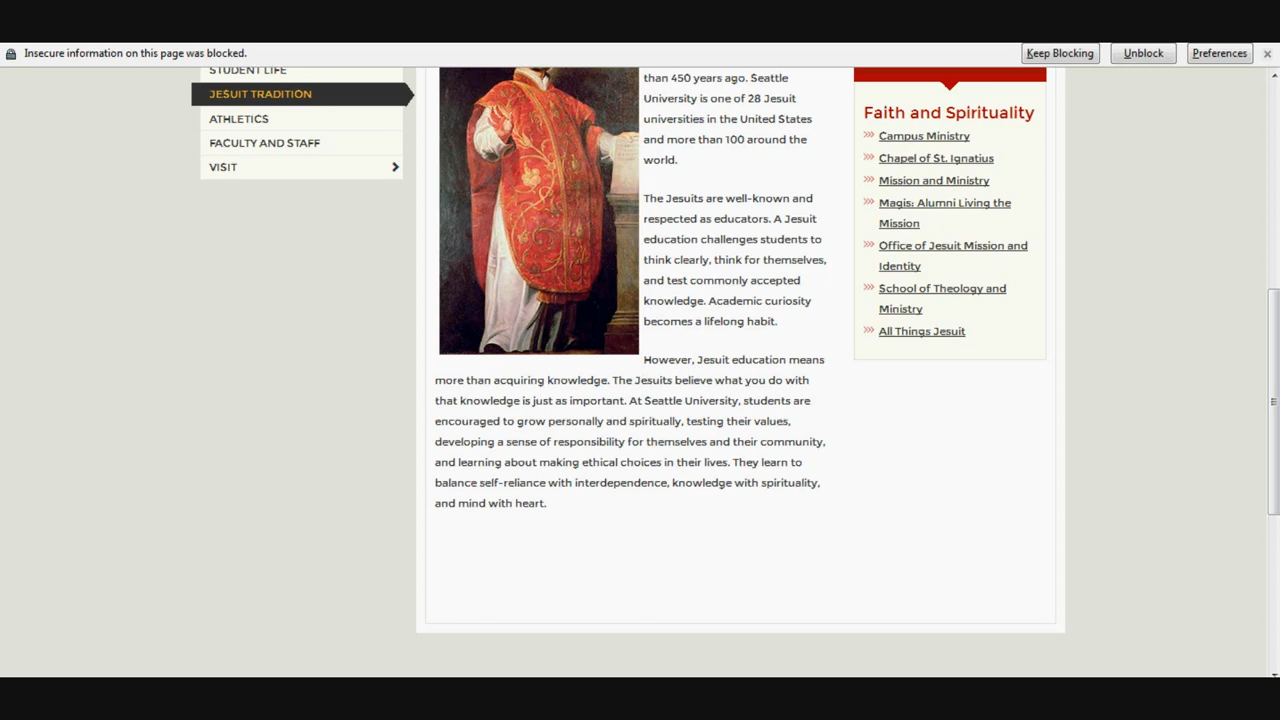 Insecure information on this page was blocked.
Keep Blocking
Unblock
Preferences
STUDENT LIFE
JESUIT TRADITION
ATHLETICS
FACULTY AND STAFF
VISIT
than 450 years ago. Seattle
University is one of 28 Jesuit
universities in the United States
and more than 100 around the
world.
The Jesuits are well-known and
respected as educators. A Jesuit
education challenges students to
think clearly, think for themselves,
and test commonly accepted
knowledge. Academic curiosity
becomes a lifelong habit.
However, Jesuit education means
more than acquiring knowledge. The Jesuits believe what you do with
that knowledge is just as important. At Seattle University, students are
encouraged to grow personally and spiritually, testing their values,
developing a sense of responsibility for themselves and their community,
and learning about making ethical choices in their lives. They learn to
balance self-reliance with interdependence, knowledge with spirituality,
and mind with heart.
Faith and Spirituality
Campus Ministry
Chapel of St. Ignatius
Mission and Ministry
Magis: Alumni Living the
Mission
Office of Jesuit Mission and
Identity
School of Theology and
Ministry
All Things Jesuit